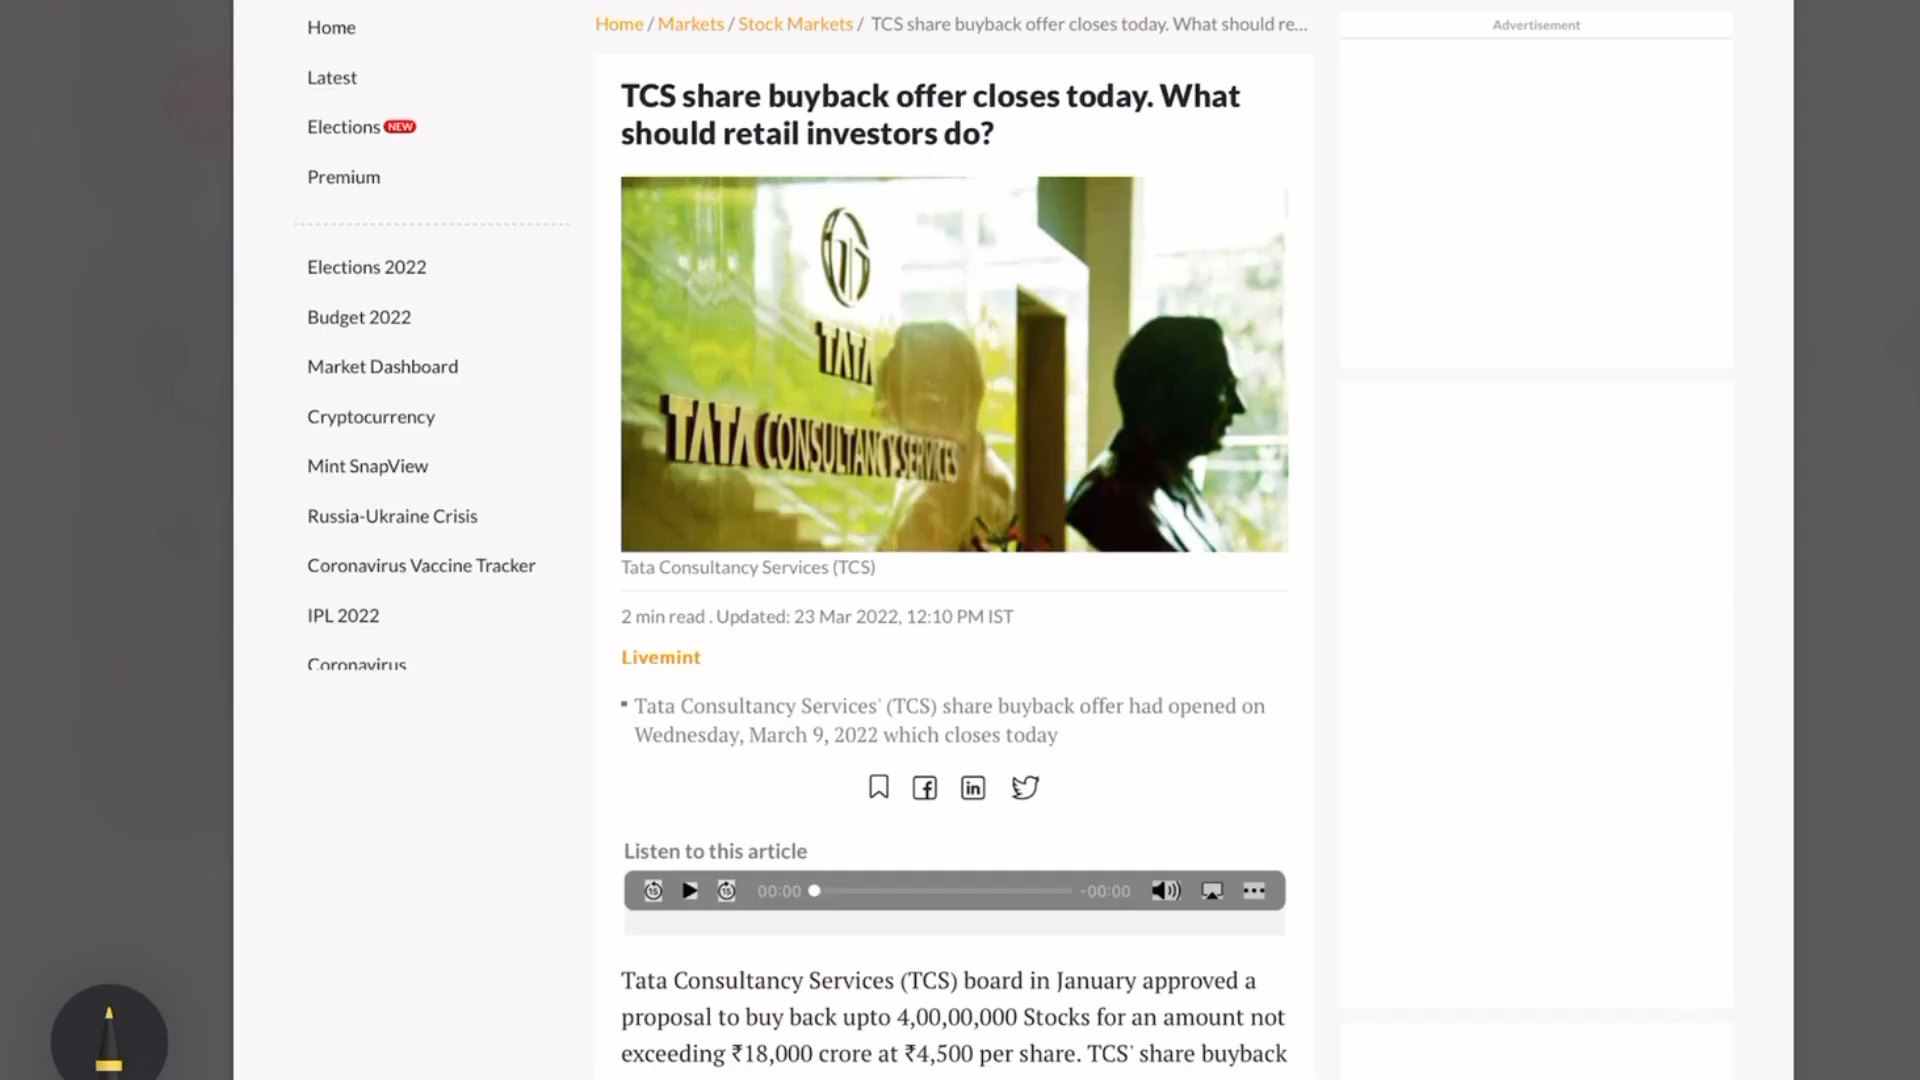 Home
Latest
Elections NEW
Premium
Elections 2022
Budget 2022
Market Dashboard
Cryptocurrency
Mint SnapView
Russia-Ukraine Crisis
Coronavirus Vaccine Tracker
IPL 2022
Coronavirus
Home / Markets / Stock Markets / TCS share buyback offer closes today. What should re...
TCS share buyback offer closes today. What
should retail investors do?
TATA
TATA CONSULTANCY SERVICES
Tata Consultancy Services (TCS)
2 min read . Updated: 23 Mar 2022, 12:10 PM IST
Livemint
▪ Tata Consultancy Services' (TCS) share buyback offer had opened on
Wednesday, March 9, 2022 which closes today
Listen to this article
15 15 00:00 -00:00
Tata Consultancy Services (TCS) board in January approved a
proposal to buy back upto 4,00,00,000 Stocks for an amount not
exceeding ₹18,000 crore at ₹4,500 per share. TCS' share buyback
Advertisement